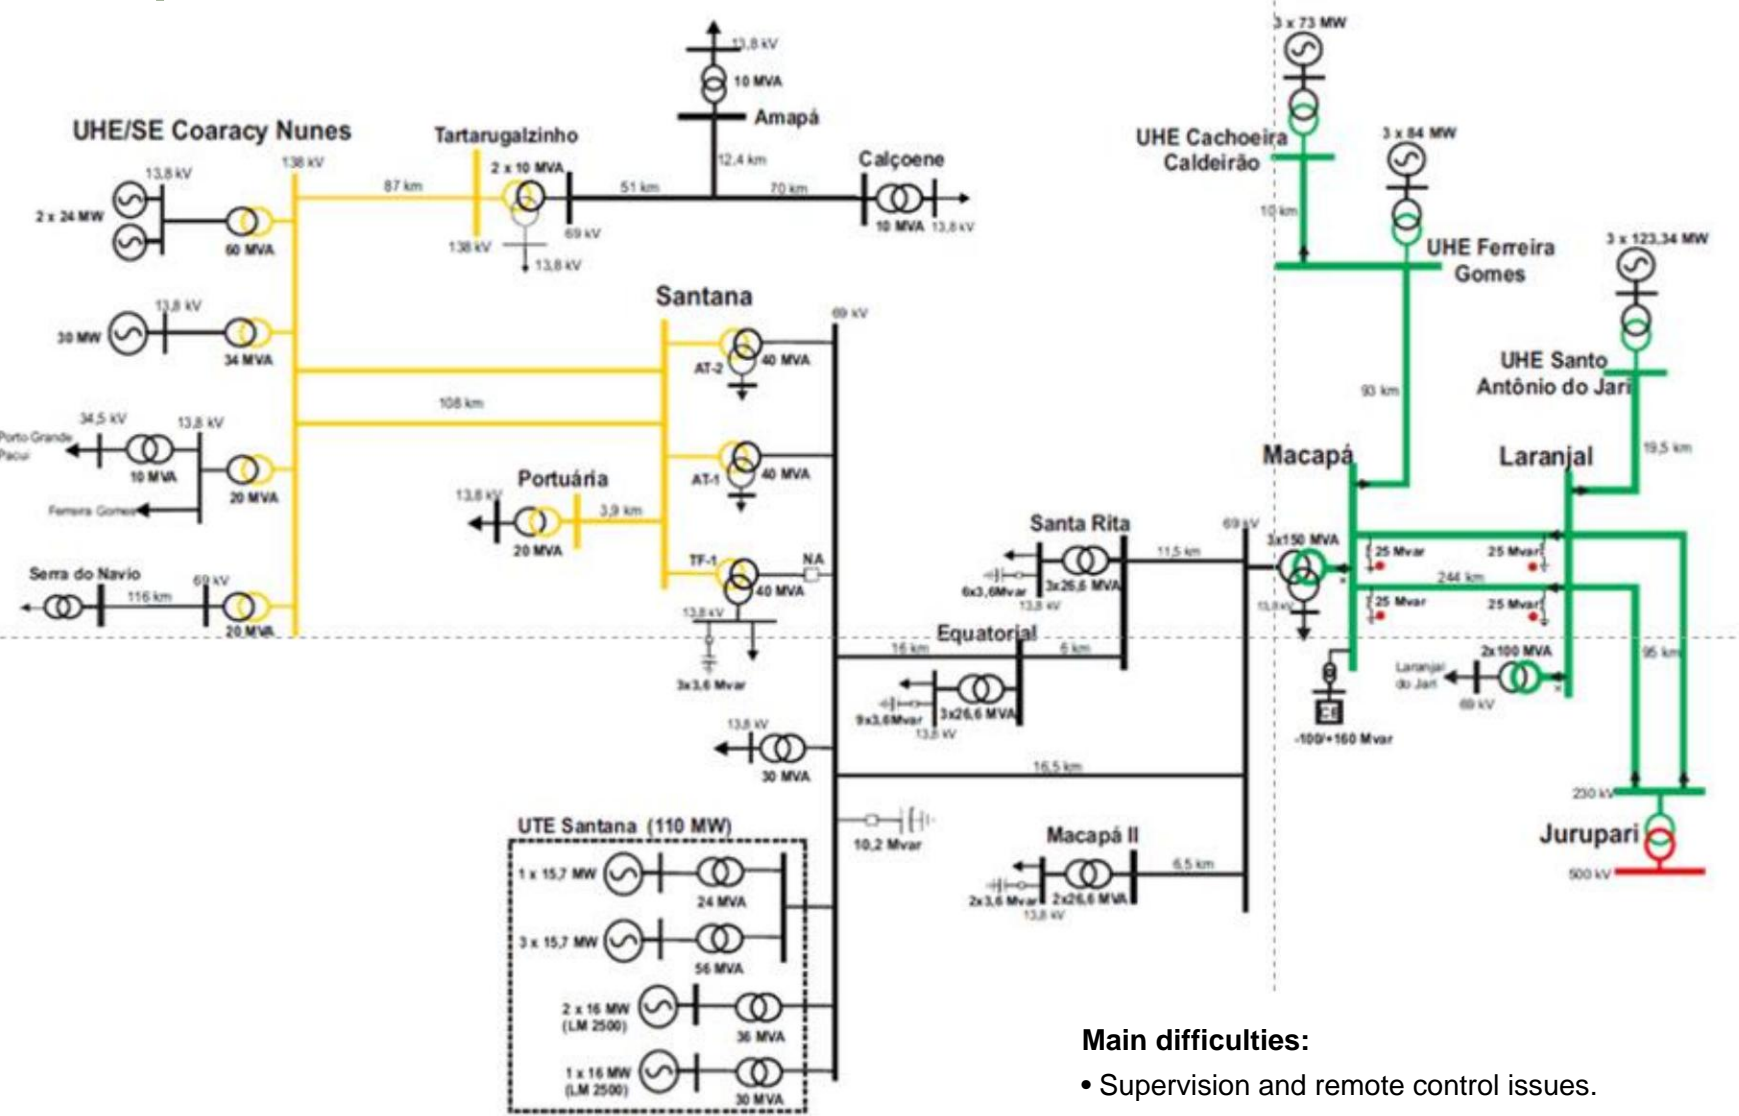 3 x 73 MW
13,8 kV
10 MVA
Amapá
UHE Cachoeira
Caldeirão
3 x 84 MW
UHE/SE Coaracy Nunes
138 kV
Tartarugalzinho
2 x 10 MVA
12,4 km
Calçoene
13,8 kV
2 x 24 MW
60 MVA
87 km
138 kV
69 kV
13,8 kV
51 km
70 km
10 MVA
13,8 kV
10 km
UHE Ferreira
Gomes
3 x 123,34 MW
13,8 kV
30 MW
34 MVA
Santana
69 kV
AT-2
40 MVA
UHE Santo
Antônio do Jari
93 km
108 km
34,5 kV
13,8 kV
Porto Grande
Pacui
10 MVA
20 MVA
Ferreira Gomes
AT-1
40 MVA
Portuária
13,8 kV
3,9 km
20 MVA
Macapá
Laranjal
19,5 km
Santa Rita
69 kV
3x150 MVA
11,5 km
6x3,6Mvar
3x26,6 MVA
13,8 kV
13,8 kV
25 Mvar
25 Mvar
244 km
25 Mvar
25 Mvar
TF-1
NA
40 MVA
13,8 kV
3x3,6 Mvar
Serra do Navio
116 km
69 kV
20 MVA
Equatorial
16 km
6 km
9x3,6Mvar
3x26,6 MVA
13,8 kV
2x100 MVA
95 km
Laranjal
do Jari
69 kV
CE
-100/+160 Mvar
13,8 kV
30 MVA
16,5 km
230 kV
Jurupari
500 kV
UTE Santana (110 MW)
10,2 Mvar
Macapá II
6,5 km
2x3,6 Mvar
2x26,6 MVA
13,8 kV
1 x 15,7 MW
24 MVA
3 x 15,7 MW
56 MVA
2 x 16 MW
(LM 2500)
36 MVA
1 x 16 MW
(LM 2500)
30 MVA
Main difficulties:
• Supervision and remote control issues.